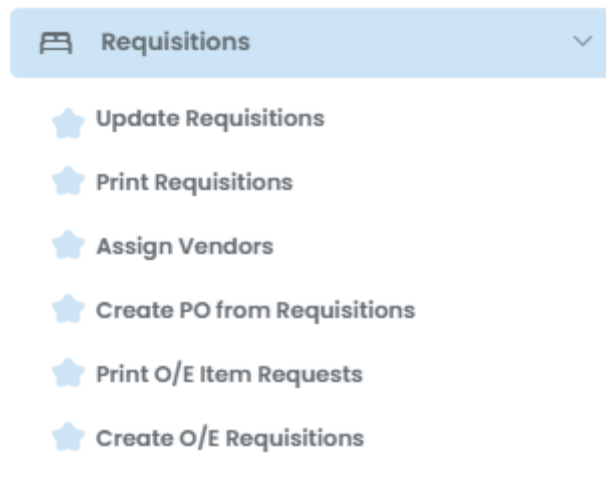 Requisitions
Update Requisitions
Print Requisitions
Assign Vendors
Create PO from Requisitions
Print O/E Item Requests
Create O/E Requisitions